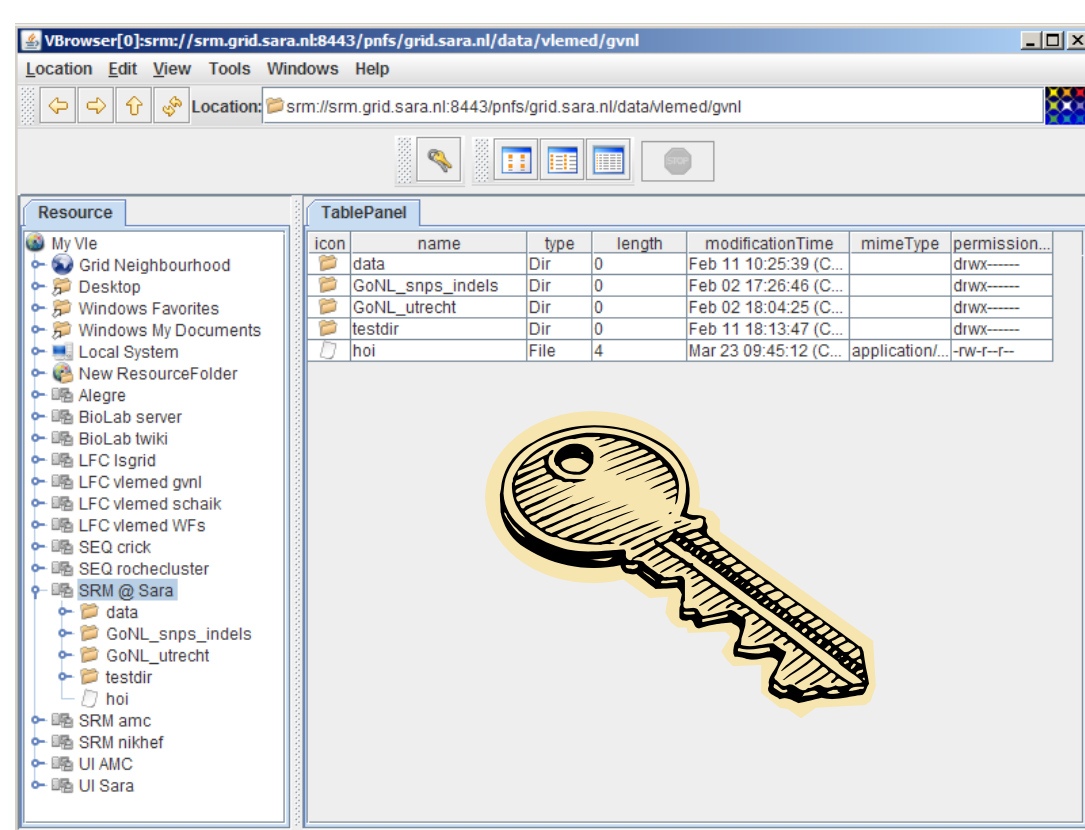 VBrowser[0]:srm://srm.grid.sara.nl:8443/pnfs/grid.sara.nl/data/vlemed/gvnl
Location Edit View Tools Windows Help
Location: srm://srm.grid.sara.nl:8443/pnfs/grid.sara.nl/data/vlemed/gvnl
STOP
Resource
My Vle
Grid Neighbourhood
Desktop
Windows Favorites
Windows My Documents
Local System
New ResourceFolder
Alegre
BioLab server
BioLab twiki
LFC lsgrid
LFC vlemed gvnl
LFC vlemed schaik
LFC vlemed WFs
SEQ crick
SEQ rochecluster
SRM @ Sara
data
GoNL_snps_indels
GoNL_utrecht
testdir
hoi
SRM amc
SRM nikhef
UI AMC
UI Sara
TablePanel
icon name type length modificationTime mimeType permission...
data Dir 0 Feb 11 10:25:39 (C... drwx------
GoNL_snps_indels Dir 0 Feb 02 17:26:46 (C... drwx------
GoNL_utrecht Dir 0 Feb 02 18:04:25 (C... drwx------
testdir Dir 0 Feb 11 18:13:47 (C... drwx------
hoi File 4 Mar 23 09:45:12 (C... application/... -rw-r--r--